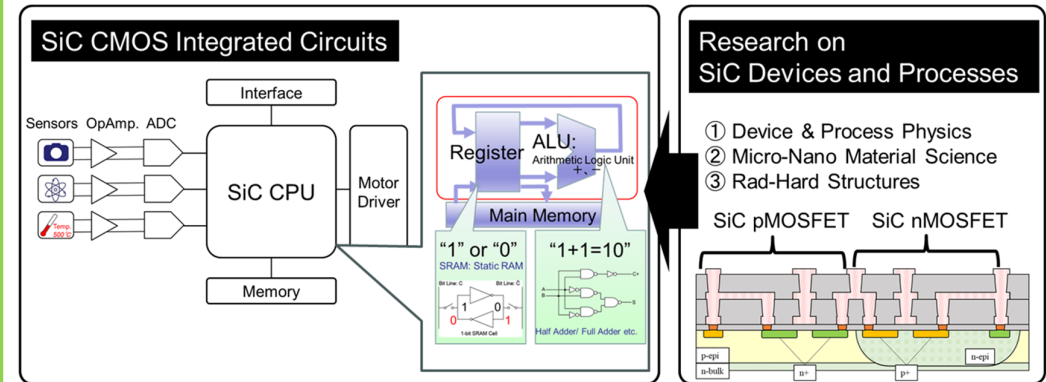 SiC CMOS Integrated Circuits
Interface
Sensors OpAmp. ADC
SiC CPU
Motor
Driver
Temp.
500℃
Memory
Register
ALU:
Arithmetic Logic Unit
+、−
Main Memory
“1” or “0”
SRAM: Static RAM
Bit Line: C
Bit Line: C̄
1
0
0
1
1-bit SRAM Cell
“1+1=10”
A
B
C+
S
Half Adder/ Full Adder etc.
Research on
SiC Devices and Processes
① Device & Process Physics
② Micro-Nano Material Science
③ Rad-Hard Structures
SiC pMOSFET
SiC nMOSFET
p-epi
n-epi
n-bulk
n+
p+